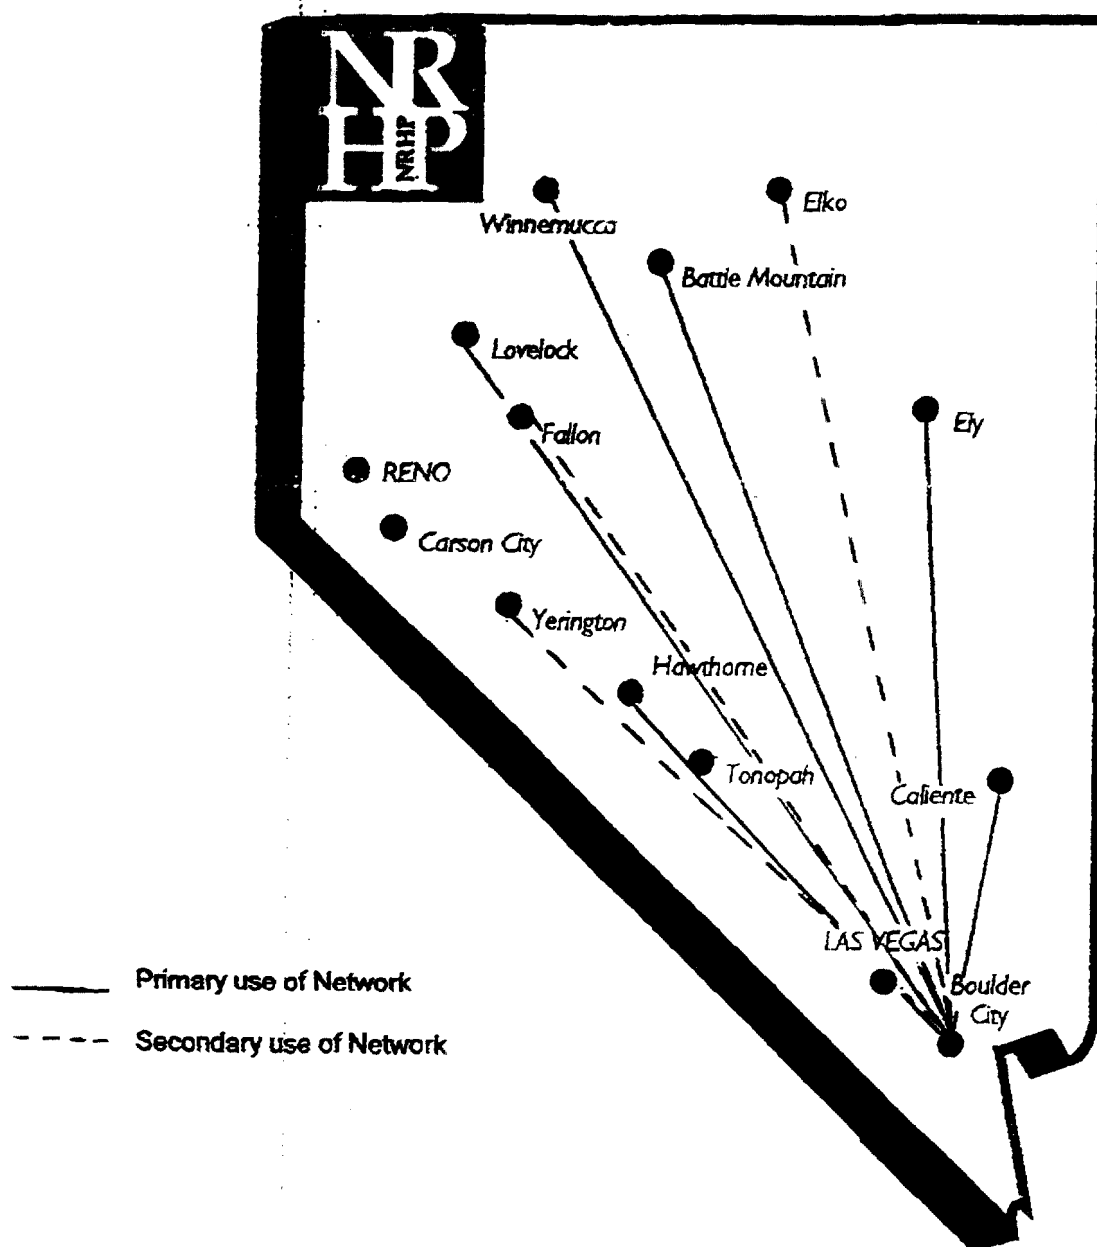 NR
HP
NRHP
Winnemucca
Elko
Battle Mountain
Lovelock
Ely
Fallon
RENO
Carson City
Yerington
Hawthorne
Tonopah
Caliente
LAS VEGAS
Primary use of Network
Boulder
City
Secondary use of Network